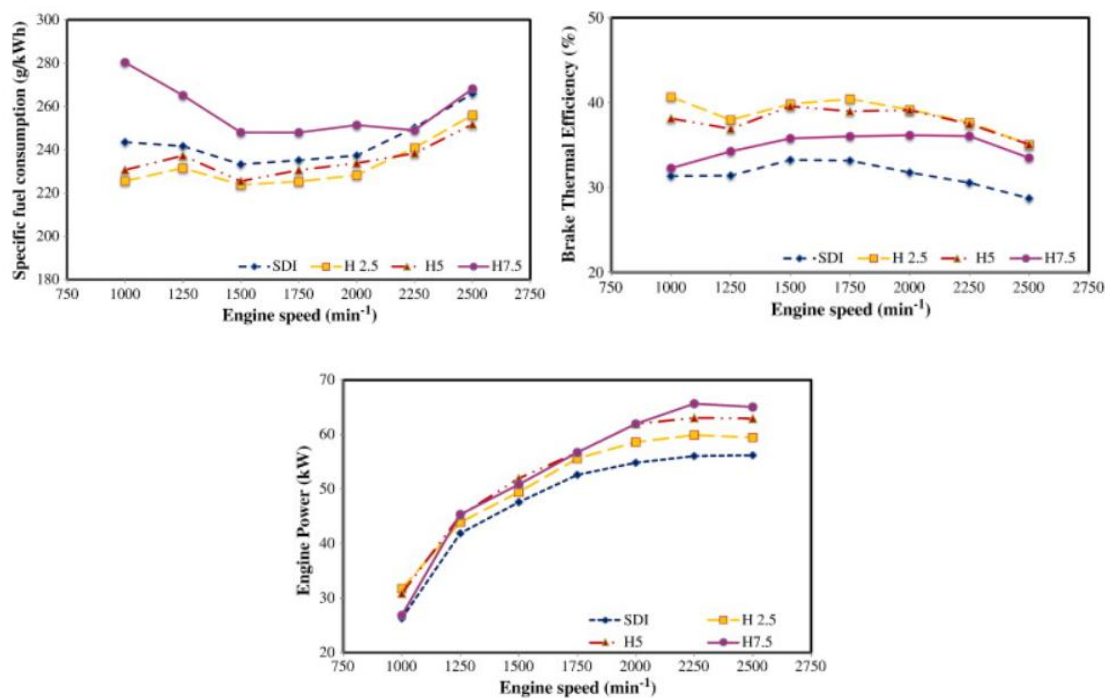 Specific fuel consumption (g/kWh)
300
280
260
240
220
200
180
SDI H 2.5 H5 H7.5
750 1000 1250 1500 1750 2000 2250 2500 2750
Engine speed (min-1)
Brake Thermal Efficiency (%)
50
40
30
20
SDI H 2.5 H5 H7.5
750 1000 1250 1500 1750 2000 2250 2500 2750
Engine speed (min-1)
Engine Power (kW)
70
60
50
40
30
20
SDI H 2.5
H5 H7.5
750 1000 1250 1500 1750 2000 2250 2500 2750
Engine speed (min-1)